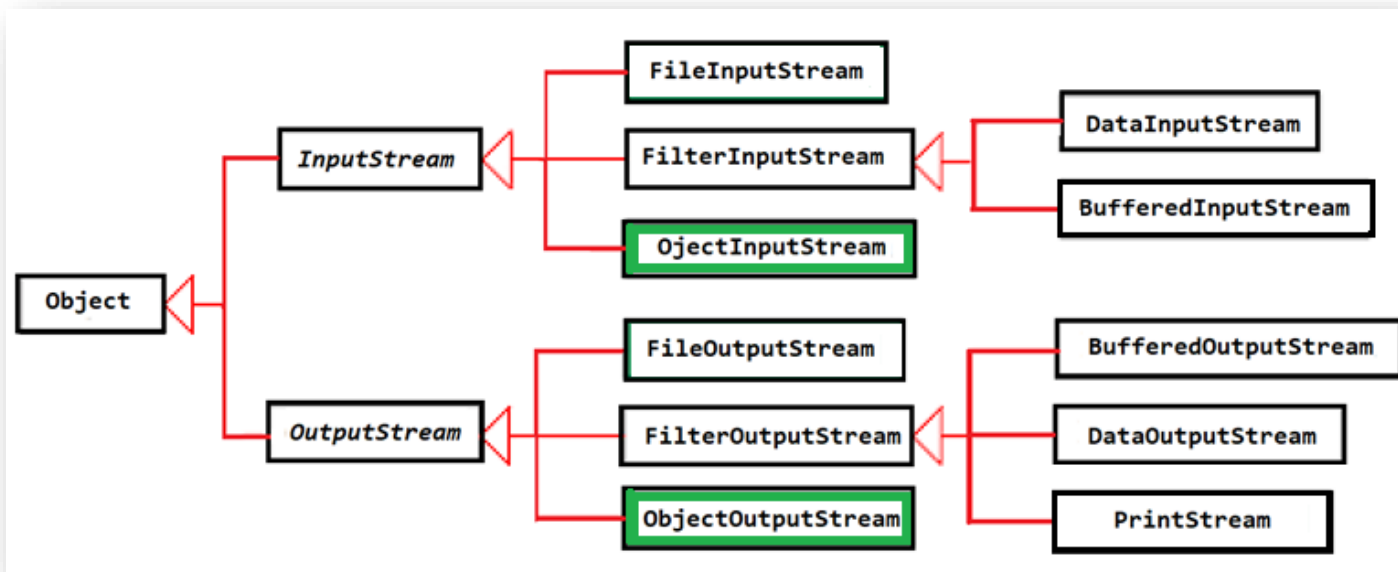 Object
InputStream
OutputStream
FileInputStream
FilterInputStream
OjectInputStream
FileOutputStream
FilterOutputStream
ObjectOutputStream
DataInputStream
BufferedInputStream
BufferedOutputStream
DataOutputStream
PrintStream